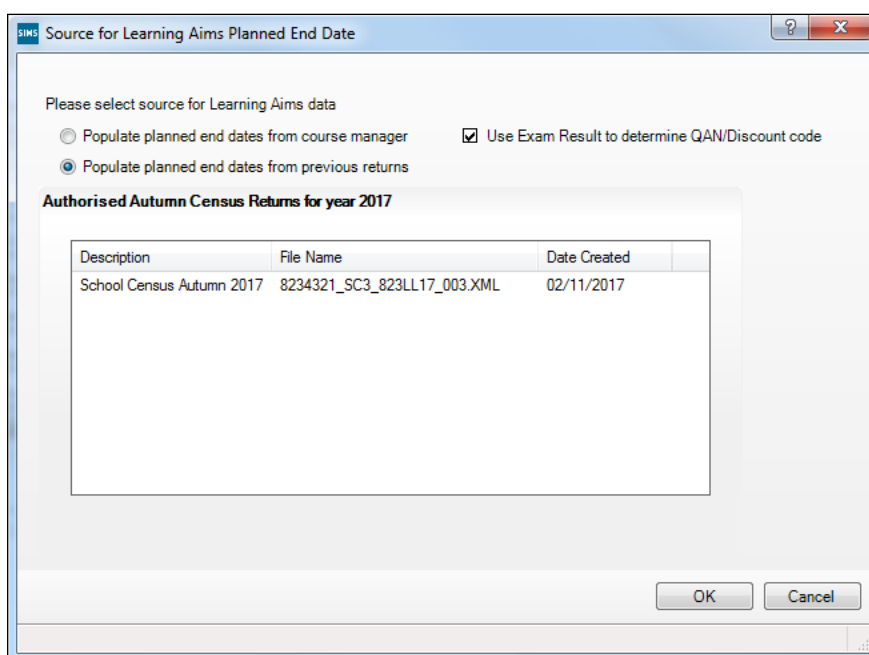 SIMS Source for Learning Aims Planned End Date ? X
Please select source for Learning Aims data
Populate planned end dates from course manager Use Exam Result to determine QAN/Discount code
Populate planned end dates from previous returns
Authorised Autumn Census Returns for year 2017
Description File Name Date Created
School Census Autumn 2017 8234321_SC3_823LL17_003.XML 02/11/2017
OK Cancel